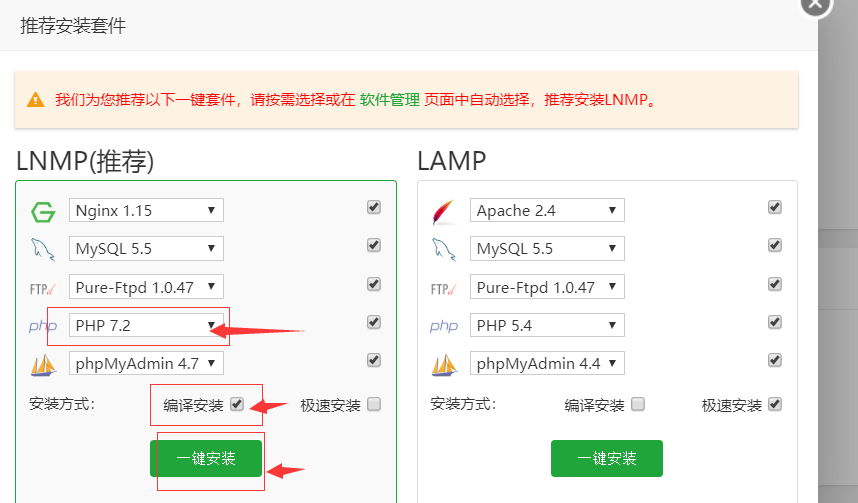 推荐安装套件
我们为您推荐以下一键套件，请按需选择或在 软件管理 页面中自动选择，推荐安装LNMP。
LNMP(推荐)
Nginx 1.15
MySQL 5.5
FTP Pure-Ftpd 1.0.47
php PHP 7.2
phpMyAdmin 4.7
安装方式： 编译安装 极速安装
一键安装
LAMP
Apache 2.4
MySQL 5.5
FTP Pure-Ftpd 1.0.47
php PHP 5.4
phpMyAdmin 4.4
安装方式： 编译安装 极速安装
一键安装